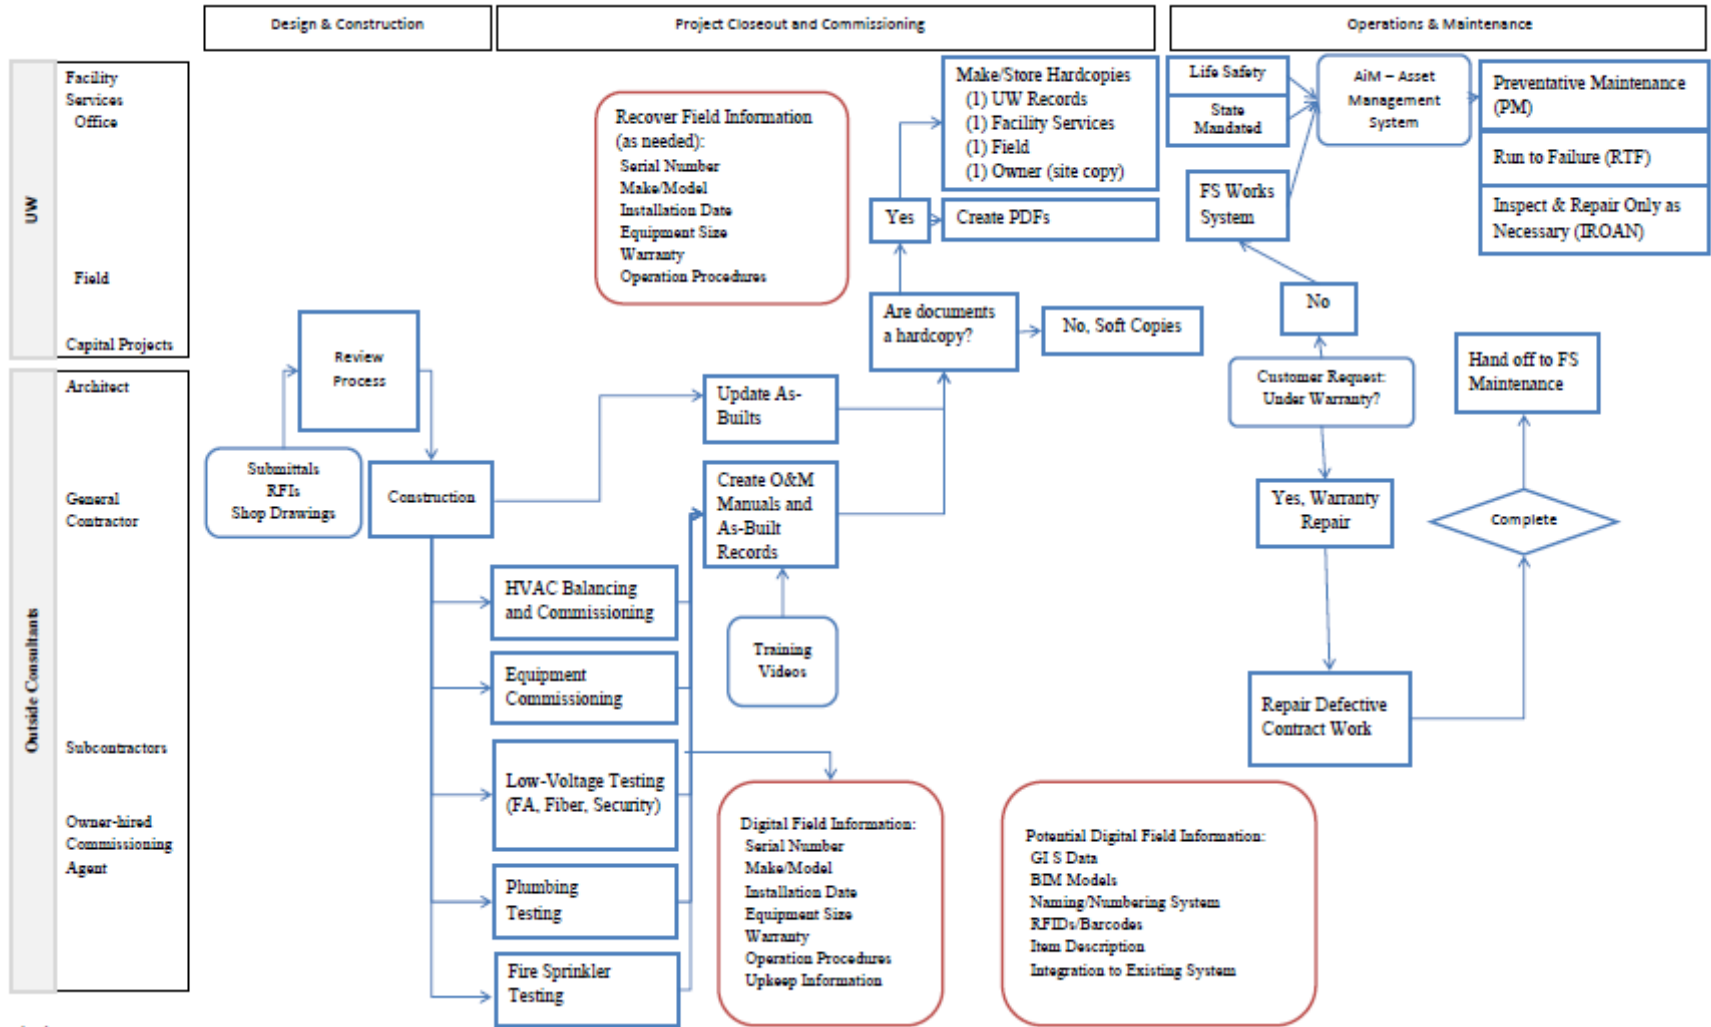 Design & Construction
Project Closeout and Commissioning
Operations & Maintenance
UW
Facility
Services
Office
Field
Capital Projects
Outside Consultants
Architect
General
Contractor
Subcontractors
Owner-hired
Commissioning
Agent
Submittals
RFIs
Shop Drawings
Review
Process
Construction
HVAC Balancing
and Commissioning
Equipment
Commissioning
Low-Voltage Testing
(FA, Fiber, Security)
Plumbing
Testing
Fire Sprinkler
Testing
Recover Field Information
(as needed):
Serial Number
Make/Model
Installation Date
Equipment Size
Warranty
Operation Procedures
Update As-
Builts
Create O&M
Manuals and
As-Built
Records
Training
Videos
Digital Field Information:
Serial Number
Make/Model
Installation Date
Equipment Size
Warranty
Operation Procedures
Upkeep Information
Make/Store Hardcopies
(1) UW Records
(1) Facility Services
(1) Field
(1) Owner (site copy)
Yes
Create PDFs
Are documents
a hardcopy?
No, Soft Copies
Potential Digital Field Information:
GI S Data
BIM Models
Naming/Numbering System
RFIDs/Barcodes
Item Description
Integration to Existing System
Life Safety
State
Mandated
AiM – Asset
Management
System
Preventative Maintenance
(PM)
Run to Failure (RTF)
Inspect & Repair Only as
Necessary (IROAN)
FS Works
System
No
Customer Request:
Under Warranty?
Yes, Warranty
Repair
Repair Defective
Contract Work
Complete
Hand off to FS
Maintenance